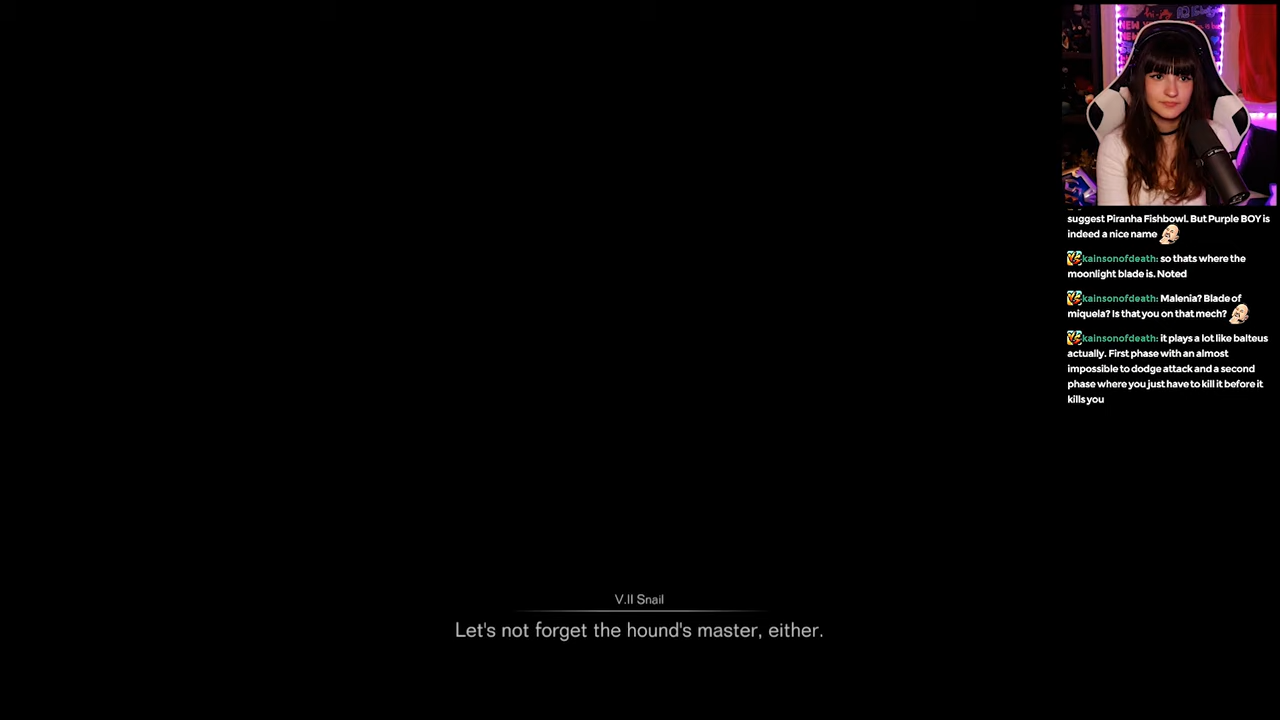 NEW
suggest Piranha Fishbowl. But Purple BOY is
indeed a nice name
kainsonofdeath: so thats where the
moonlight blade is. Noted
kainsonofdeath: Malenia? Blade of
miquela? Is that you on that mech?
kainsonofdeath: it plays a lot like balteus
actually. First phase with an almost
impossible to dodge attack and a second
phase where you just have to kill it before it
kills you
V.II Snail
Let's not forget the hound's master, either.